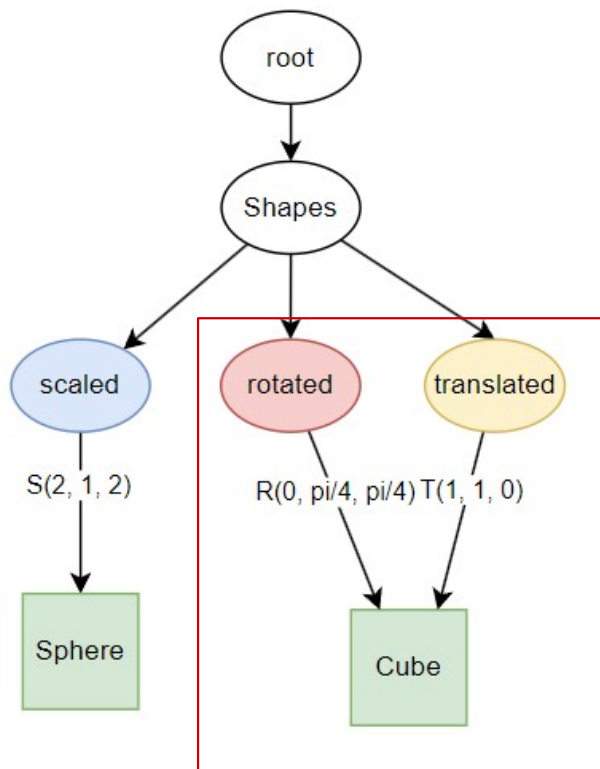 root
Shapes
scaled
rotated
translated
S(2, 1, 2)
R(0, pi/4, pi/4)
T(1, 1, 0)
Sphere
Cube